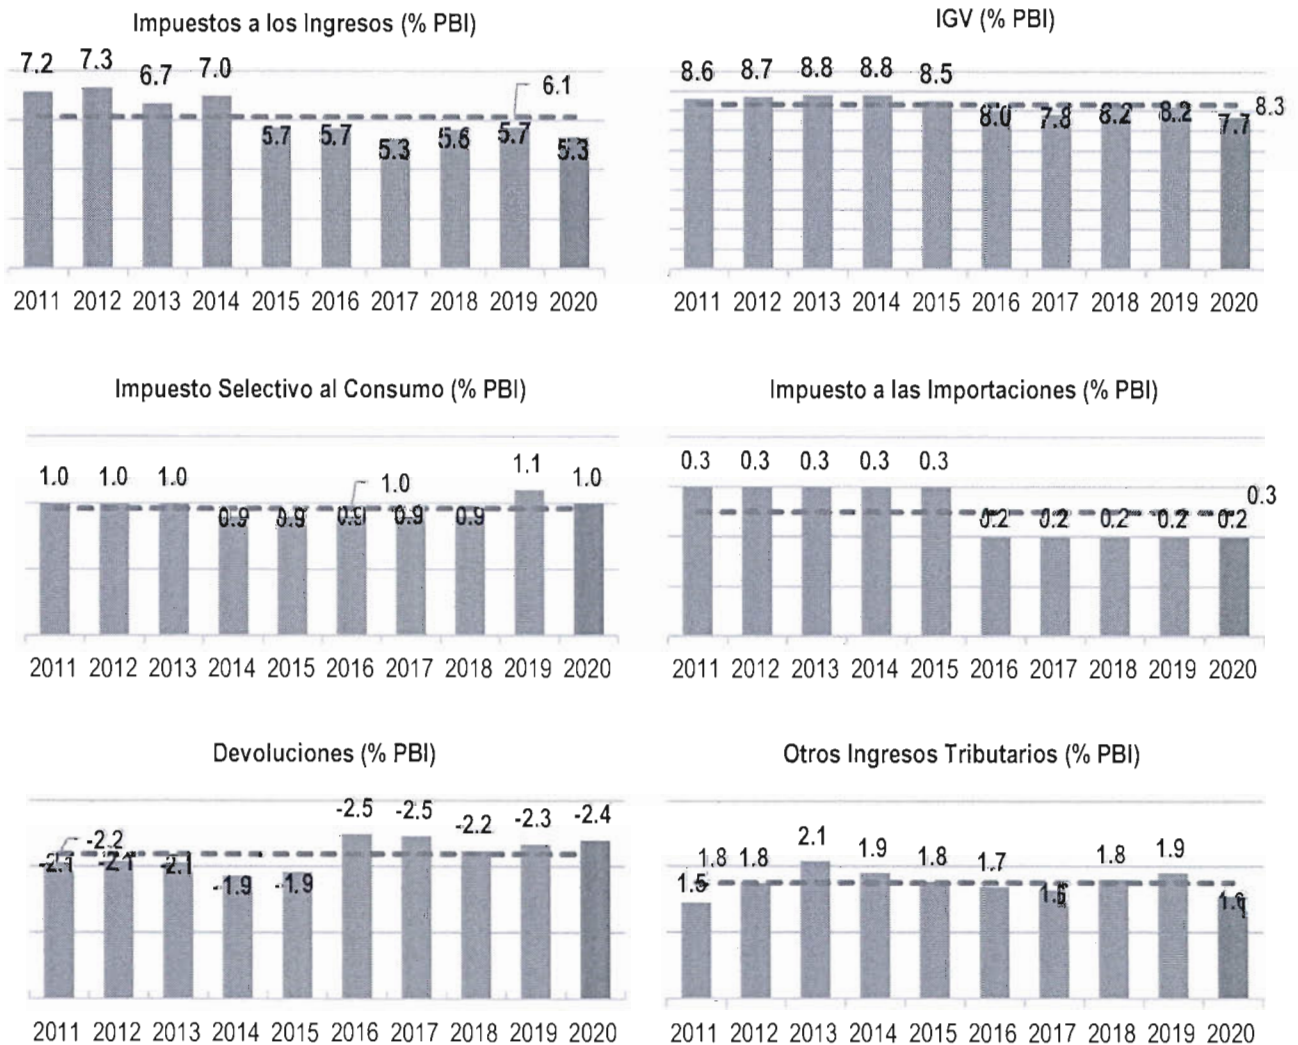 Impuestos a los Ingresos (% PBI)
7.2 7.3 6.7 7.0 5.7 5.7 5.3 5.6 5.7 5.3
6.1
2011 2012 2013 2014 2015 2016 2017 2018 2019 2020
IGV (% PBI)
8.6 8.7 8.8 8.8 8.5 8.0 7.8 8.2 8.2 7.7
8.3
2011 2012 2013 2014 2015 2016 2017 2018 2019 2020
Impuesto Selectivo al Consumo (% PBI)
1.0 1.0 1.0 0.9 0.9 0.9 0.9 0.9 1.1 1.0
1.0
2011 2012 2013 2014 2015 2016 2017 2018 2019 2020
Impuesto a las Importaciones (% PBI)
0.3 0.3 0.3 0.3 0.3 0.2 0.2 0.2 0.2 0.2
0.3
2011 2012 2013 2014 2015 2016 2017 2018 2019 2020
Devoluciones (% PBI)
-2.1 -2.1 -2.1 -1.9 -1.9 -2.5 -2.5 -2.2 -2.3 -2.4
-2.2
2011 2012 2013 2014 2015 2016 2017 2018 2019 2020
Otros Ingresos Tributarios (% PBI)
1.5 1.8 2.1 1.9 1.8 1.7 1.6 1.8 1.9
1.8
2011 2012 2013 2014 2015 2016 2017 2018 2019 2020